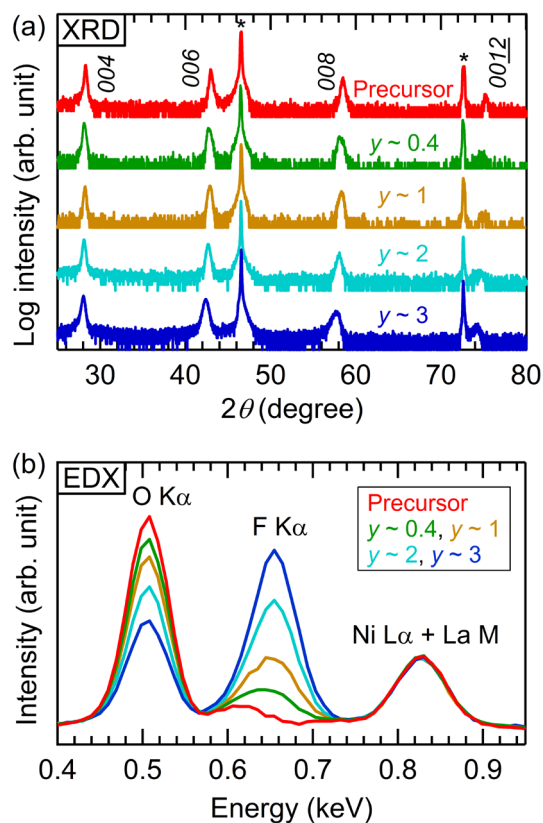 (a) XRD
004 006 * 008 * 0012
Precursor
y ~ 0.4
y ~ 1
y ~ 2
y ~ 3
Log intensity (arb. unit)
30 40 50 60 70 80
2θ (degree)
(b) EDX
O Kα
F Kα
Precursor
y ~ 0.4, y ~ 1
y ~ 2, y ~ 3
Ni Lα + La M
Intensity (arb. unit)
0.4 0.5 0.6 0.7 0.8 0.9
Energy (keV)